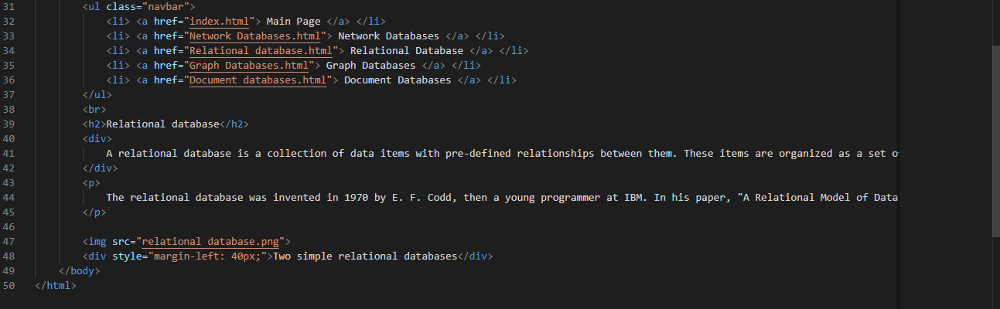 31 <ul class="navbar">
32 <li> <a href="index.html"> Main Page </a> </li>
33 <li> <a href="Network Databases.html"> Network Databases </a> </li>
34 <li> <a href="Relational database.html"> Relational Database </a> </li>
35 <li> <a href="Graph Databases.html"> Graph Databases </a> </li>
36 <li> <a href="Document databases.html"> Document Databases </a> </li>
37 </ul>
38 <br>
39 <h2>Relational database</h2>
40 <div>
41 A relational database is a collection of data items with pre-defined relationships between them. These items are organized as a set
42 </div>
43 <p>
44 The relational database was invented in 1970 by E. F. Codd, then a young programmer at IBM. In his paper, "A Relational Model of Data
45 </p>
46
47 <img src="relational database.png">
48 <div style="margin-left: 40px;">Two simple relational databases</div>
49 </body>
50 </html>